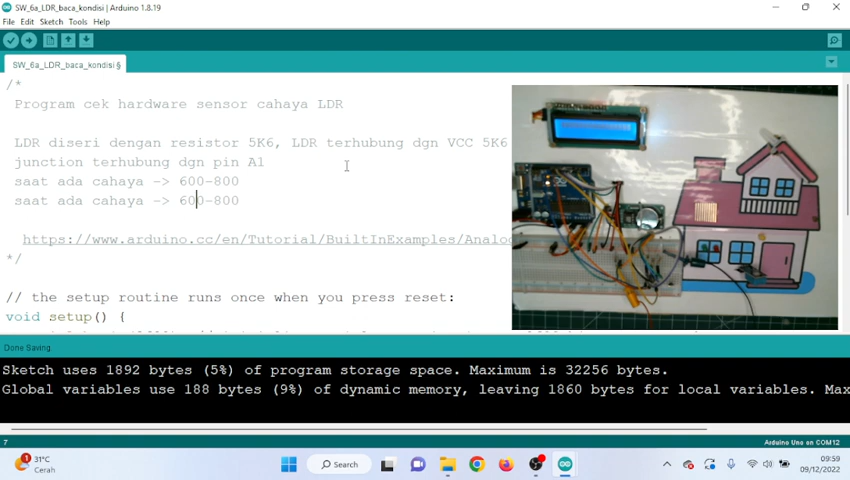 SW_6a_LDR_baca_kondisi | Arduino 1.8.19
File Edit Sketch Tools Help
SW_6a_LDR_baca_kondisi §
/*
Program cek hardware sensor cahaya LDR
LDR diseri dengan resistor 5K6, LDR terhubung dgn VCC 5K6
junction terhubung dgn pin A1
saat ada cahaya -> 600-800
saat ada cahaya -> 600-800
https://www.arduino.cc/en/Tutorial/BuiltInExamples/Analo
*/
// the setup routine runs once when you press reset:
void setup() {
Done Saving.
Sketch uses 1892 bytes (5%) of program storage space. Maximum is 32256 bytes.
Global variables use 188 bytes (9%) of dynamic memory, leaving 1860 bytes for local variables. Max
7
Arduino Uno on COM12
1
31°C
Cerah
Search
09:59
09/12/2022